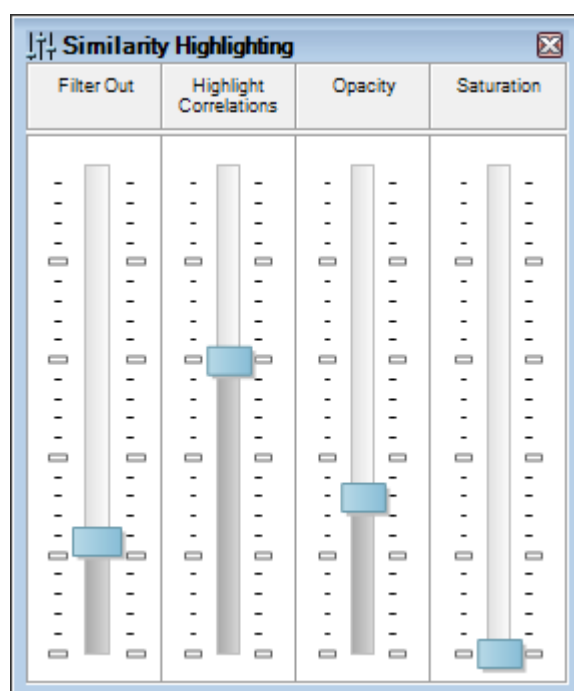 Similarity Highlighting
Filter Out
Highlight
Correlations
Opacity
Saturation